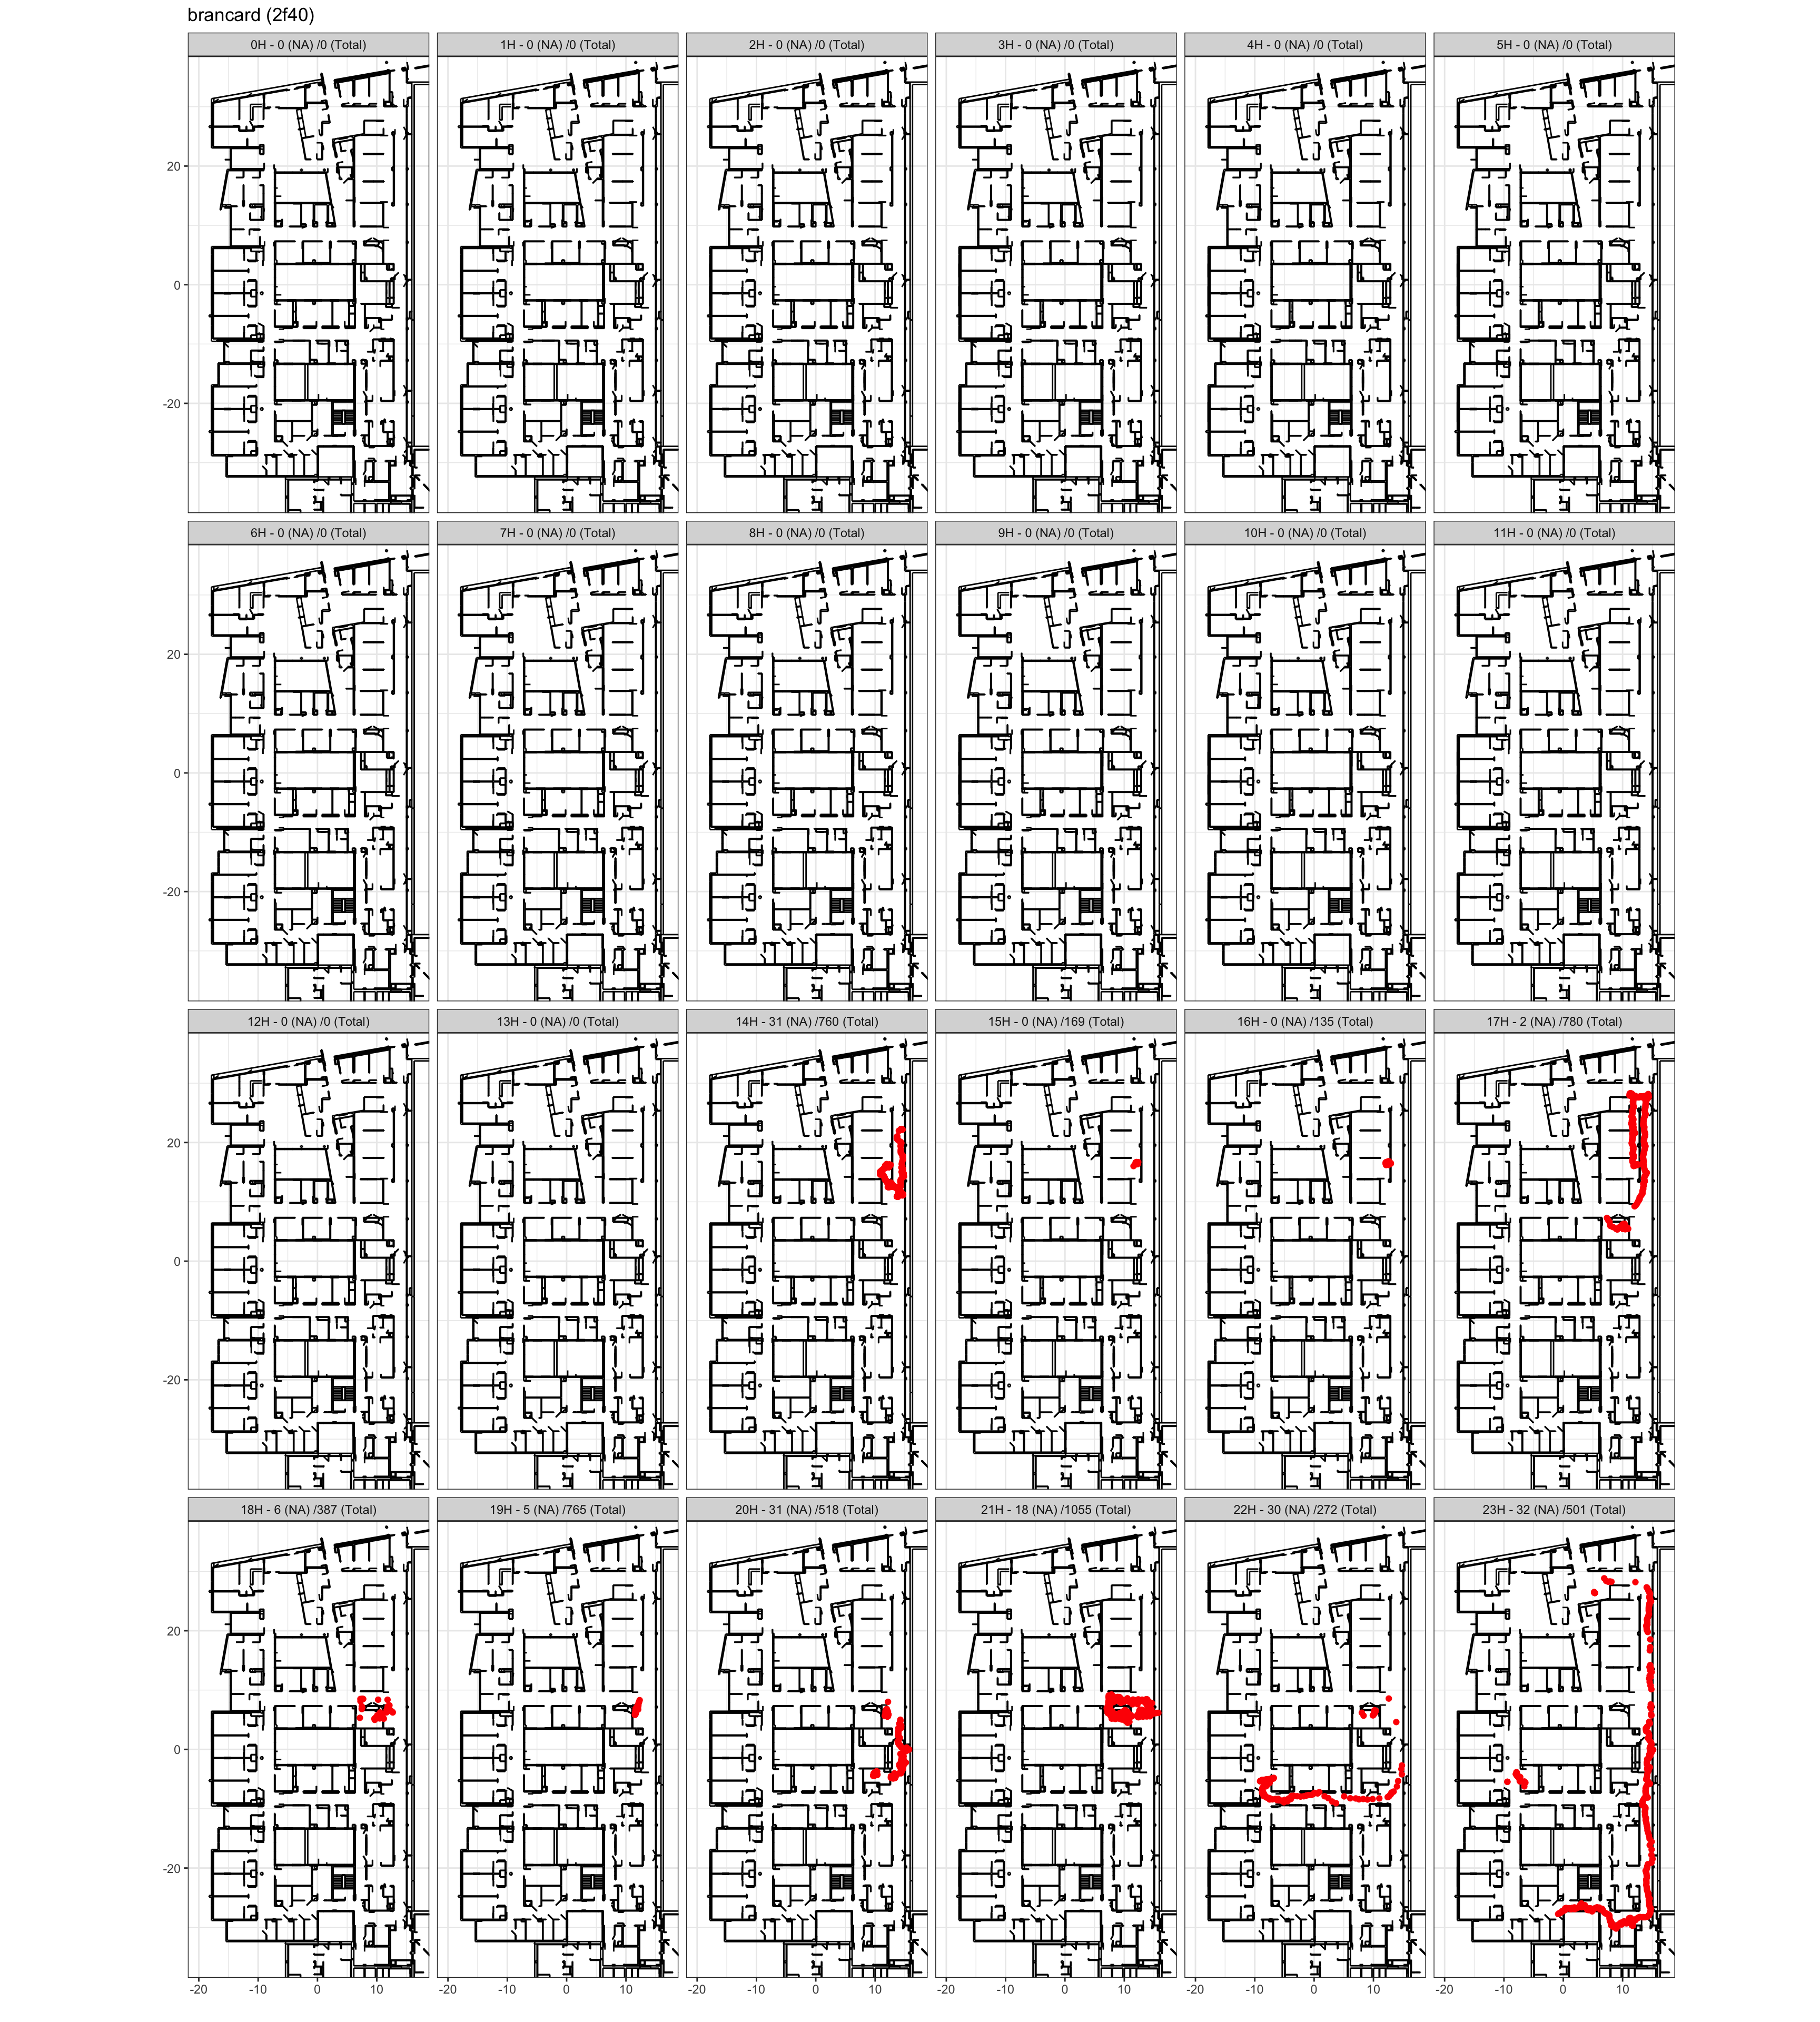 brancard (2f40)
0H - 0 (NA) /0 (Total) 1H - 0 (NA) /0 (Total) 2H - 0 (NA) /0 (Total) 3H - 0 (NA) /0 (Total) 4H - 0 (NA) /0 (Total) 5H - 0 (NA) /0 (Total)
20
0
-20
6H - 0 (NA) /0 (Total) 7H - 0 (NA) /0 (Total) 8H - 0 (NA) /0 (Total) 9H - 0 (NA) /0 (Total) 10H - 0 (NA) /0 (Total) 11H - 0 (NA) /0 (Total)
20
0
-20
12H - 0 (NA) /0 (Total) 13H - 0 (NA) /0 (Total) 14H - 31 (NA) /760 (Total) 15H - 0 (NA) /169 (Total) 16H - 0 (NA) /135 (Total) 17H - 2 (NA) /780 (Total)
20
0
-20
18H - 6 (NA) /387 (Total) 19H - 5 (NA) /765 (Total) 20H - 31 (NA) /518 (Total) 21H - 18 (NA) /1055 (Total) 22H - 30 (NA) /272 (Total) 23H - 32 (NA) /501 (Total)
20
0
-20
-20 -10 0 10 -20 -10 0 10 -20 -10 0 10 -20 -10 0 10 -20 -10 0 10 -20 -10 0 10